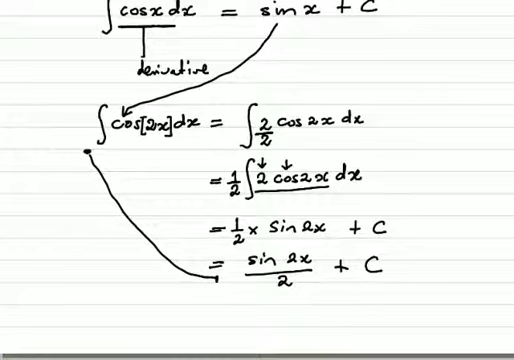 ∫ cosx dx = sin x + C
derivative
∫ cos[2x]dx = ∫ 2/2 cos 2x dx
= 1/2 ∫ 2 cos2x dx
= 1/2 × sin 2x + C
= sin 2x / 2 + C